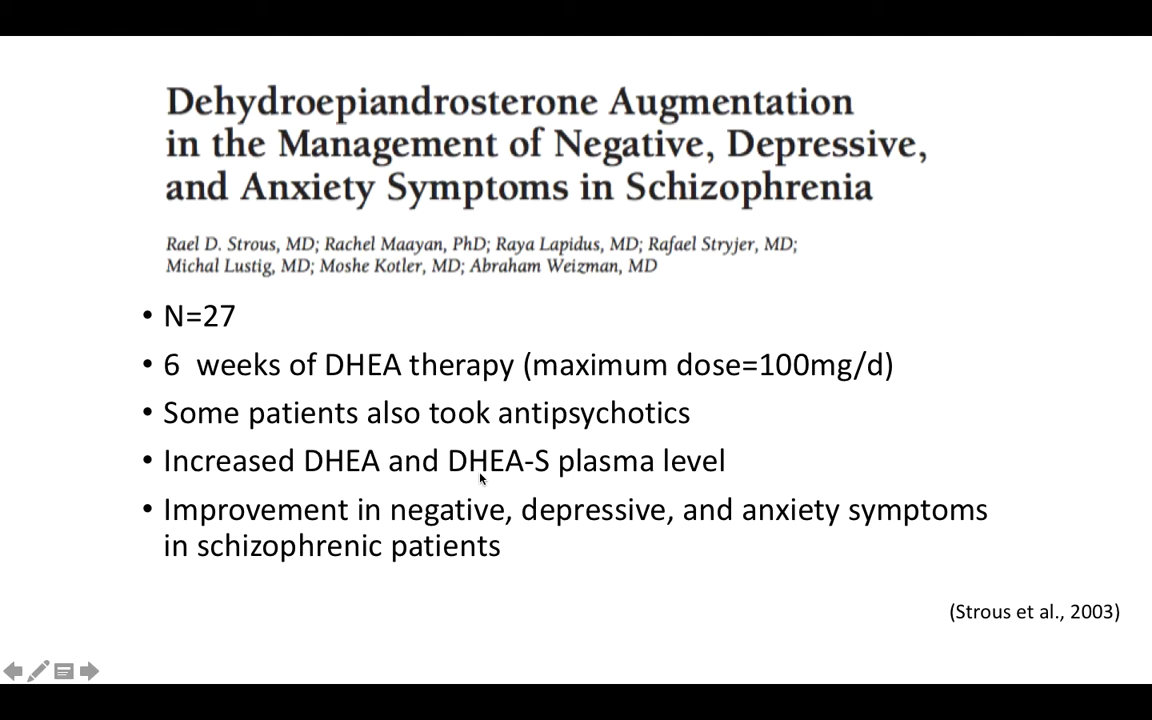 Dehydroepiandrosterone Augmentation
in the Management of Negative, Depressive,
and Anxiety Symptoms in Schizophrenia
Rael D. Strous, MD; Rachel Maayan, PhD; Raya Lapidus, MD; Rafael Stryjer, MD;
Michal Lustig, MD; Moshe Kotler, MD; Abraham Weizman, MD
• N=27
• 6  weeks of DHEA therapy (maximum dose=100mg/d)
• Some patients also took antipsychotics
• Increased DHEA and DHEA-S plasma level
• Improvement in negative, depressive, and anxiety symptoms
in schizophrenic patients
(Strous et al., 2003)